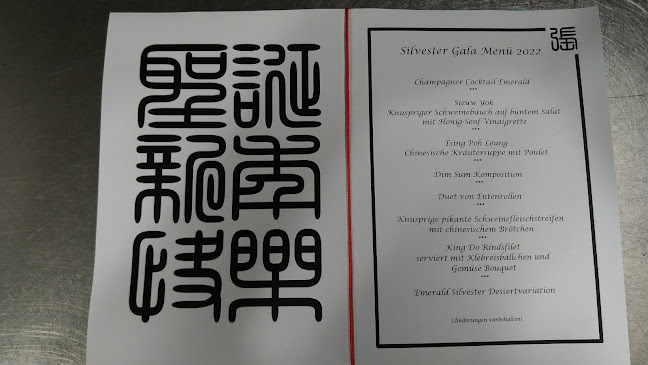 聖誕
新年
快樂
張
Silvester Gala Menü 2022
Champagner Cocktail Emerald
***
Sieuw Yok
Knuspriger Schweinebauch auf buntem Salat
mit Honig-Senf-Vinaigrette
***
Tsing Poh Leung
Chinesische Kräutersuppe mit Poulet
***
Dim Sum Komposition
***
Duet von Entenrollen
***
Knusprige pikante Schweinefleischstreifen
mit chinesischem Brötchen
***
King Do Rindsfilet
serviert mit Klebreisbällchen und
Gemüse Bouquet
***
Emerald Silvester Dessertvariation
(Änderungen vorbehalten)